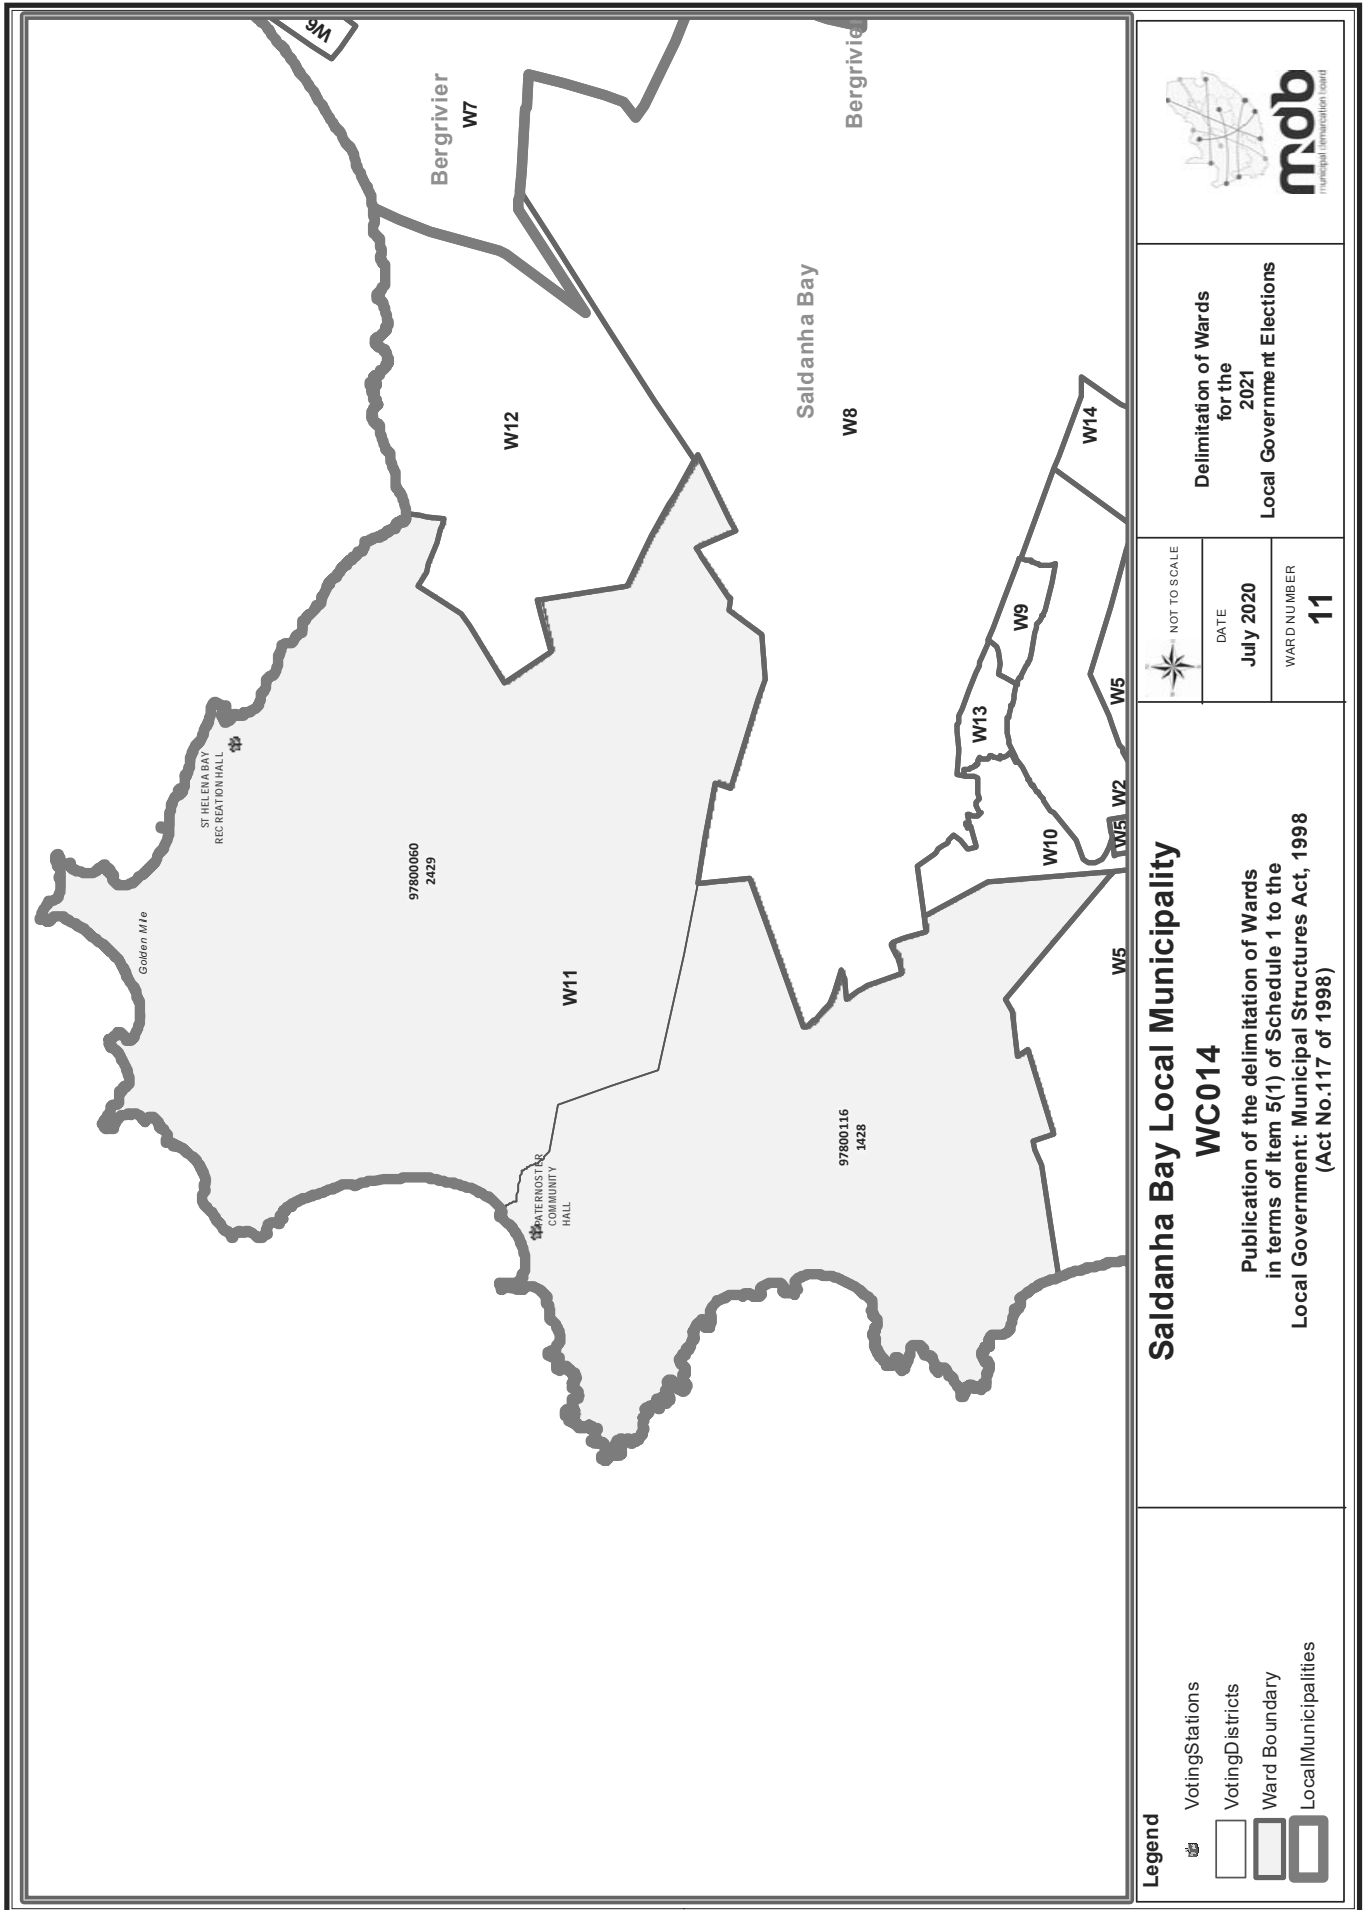 W6
Bergrivier
W7
Bergrivier
W12
Saldanha Bay
W8
W14
ST HELENA BAY
RECREATION HALL
Golden Mile
97800060
2429
W11
W9
W13
W5
W2
W5
W10
W5
PATERNOSTER
COMMUNITY
HALL
97800116
1428
Legend
VotingStations
VotingDistricts
Ward Boundary
LocalMunicipalities
Saldanha Bay Local Municipality
WC014
Publication of the delimitation of Wards
in terms of Item 5(1) of Schedule 1 to the
Local Government: Municipal Structures Act, 1998
(Act No.117 of 1998)
NOT TO SCALE
DATE
July 2020
WARD NUMBER
11
Delimitation of Wards
for the
2021
Local Government Elections
mdb
municipal demarcation board